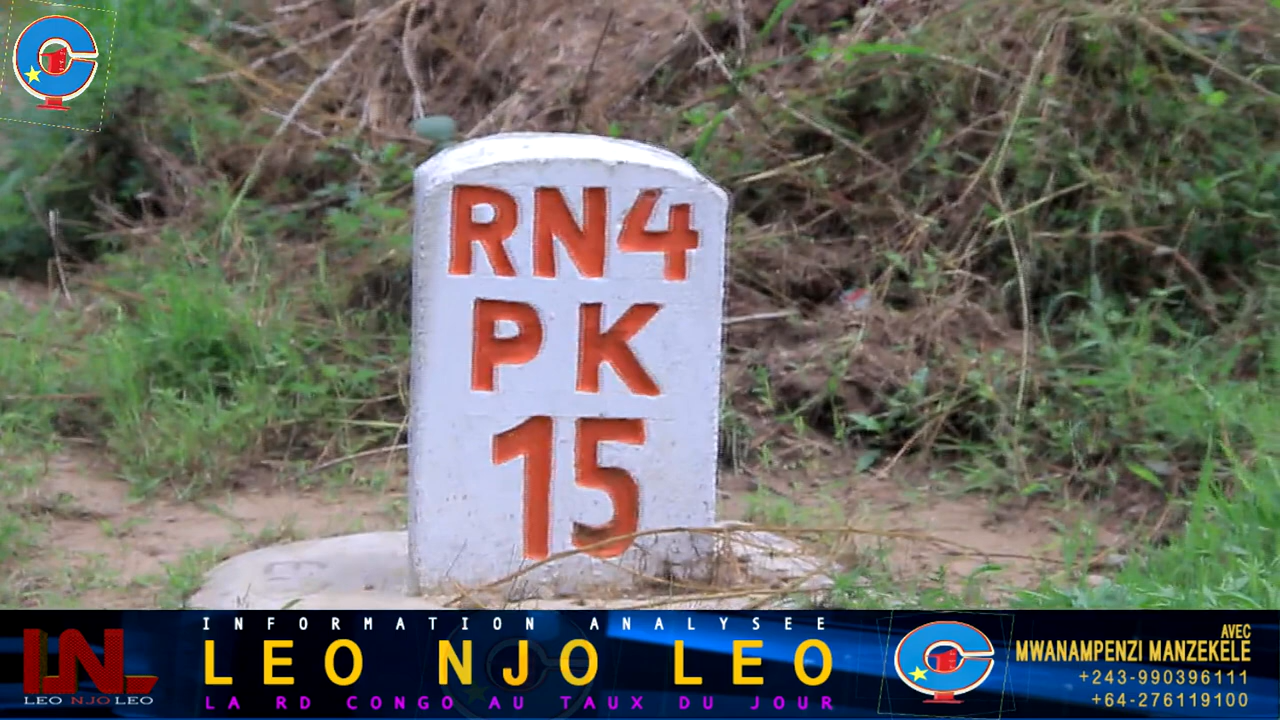 RN4
PK
15
INFORMATION ANALYSEE
LEO NJO LEO
LA RD CONGO AU TAUX DU JOUR
LN
LEO NJO LEO
AVEC
MWANAMPENZI MANZEKELE
+243-990396111
+64-276119100